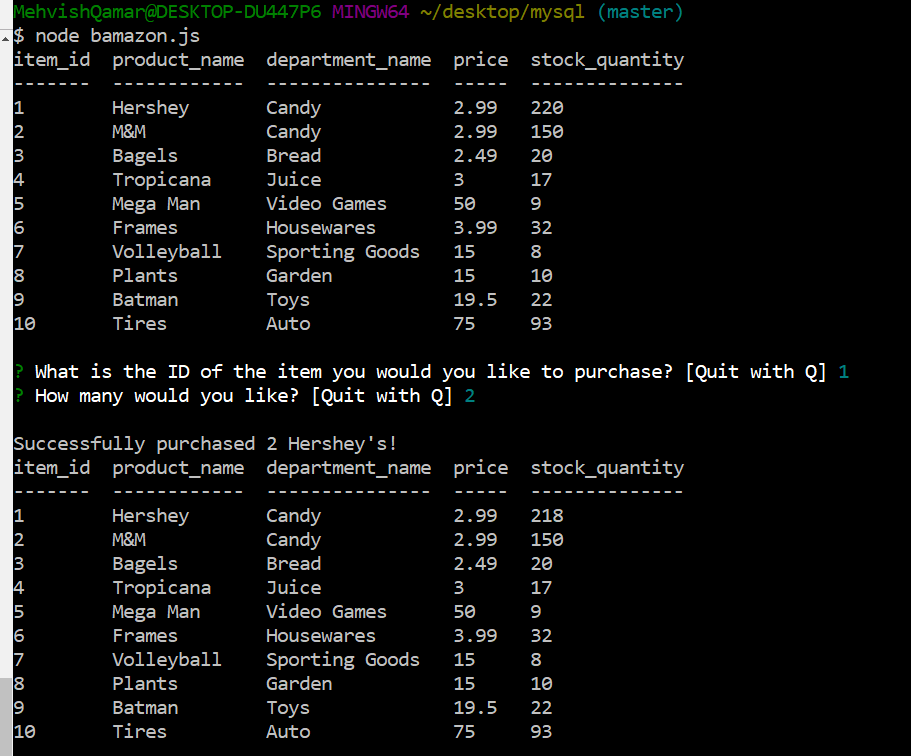 MehvishQamar@DESKTOP-DU447P6 MINGW64 ~/desktop/mysql (master)
$ node bamazon.js
item_id  product_name  department_name  price  stock_quantity
-------  ------------  ---------------  -----  --------------
1        Hershey       Candy            2.99   220
2        M&M           Candy            2.99   150
3        Bagels        Bread            2.49   20
4        Tropicana     Juice            3      17
5        Mega Man      Video Games      50     9
6        Frames        Housewares       3.99   32
7        Volleyball    Sporting Goods   15     8
8        Plants        Garden           15     10
9        Batman        Toys             19.5   22
10       Tires         Auto             75     93
? What is the ID of the item you would you like to purchase? [Quit with Q] 1
? How many would you like? [Quit with Q] 2
Successfully purchased 2 Hershey's!
item_id  product_name  department_name  price  stock_quantity
-------  ------------  ---------------  -----  --------------
1        Hershey       Candy            2.99   218
2        M&M           Candy            2.99   150
3        Bagels        Bread            2.49   20
4        Tropicana     Juice            3      17
5        Mega Man      Video Games      50     9
6        Frames        Housewares       3.99   32
7        Volleyball    Sporting Goods   15     8
8        Plants        Garden           15     10
9        Batman        Toys             19.5   22
10       Tires         Auto             75     93